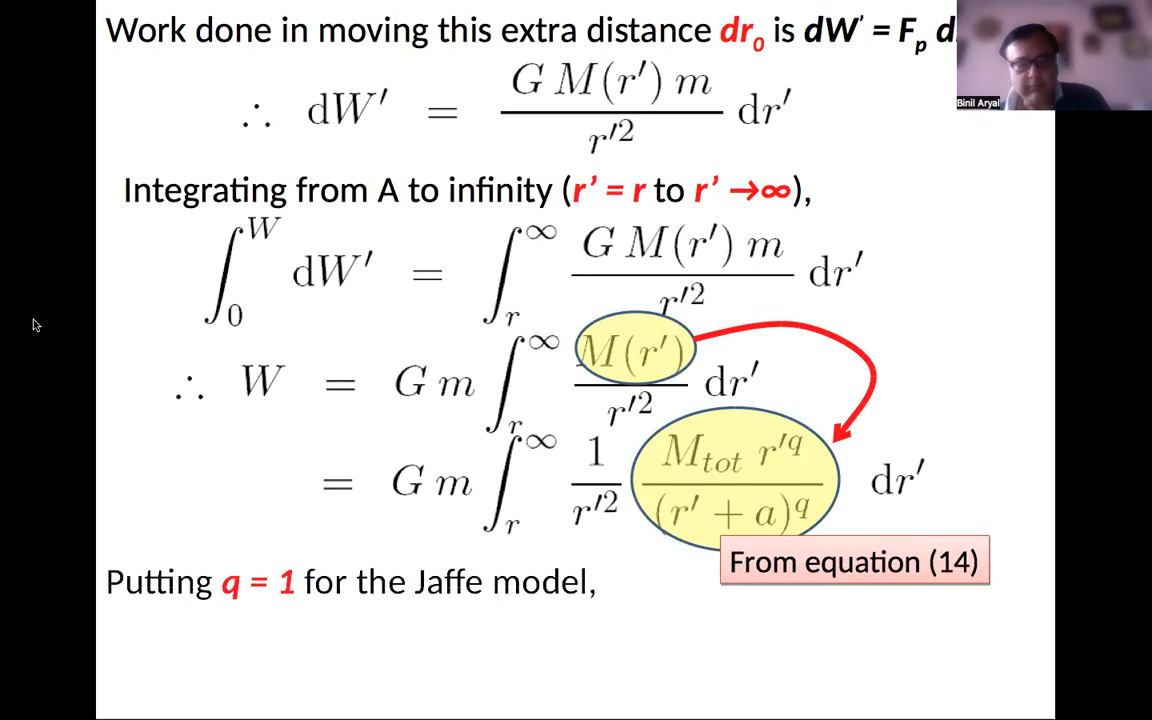 Work done in moving this extra distance dr₀ is dW’ = Fₚ d
Binil Aryal
∴ dW′ = G M(r′) m / r′² dr′
Integrating from A to infinity (r’ = r to r’ →∞),
∫₀^W dW′ = ∫ᵣ^∞ G M(r′) m / r′² dr′
∴ W = G m ∫ᵣ^∞ M(r′) / r′² dr′
= G m ∫ᵣ^∞ 1 / r′² M_tot r′^q / (r′ + a)^q dr′
From equation (14)
Putting q = 1 for the Jaffe model,